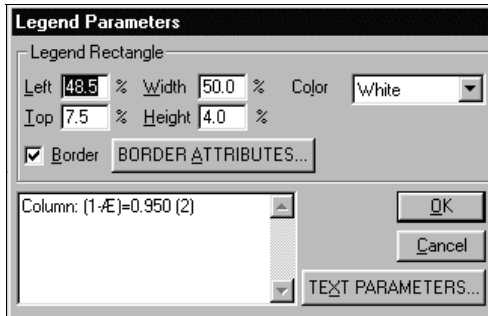 Legend Parameters
Legend Rectangle
Left 48.5 % Width 50.0 % Color White
Top 7.5 % Height 4.0 %
Border BORDER ATTRIBUTES...
Column: (1-Æ)=0.950 (2)
OK
Cancel
TEXT PARAMETERS...